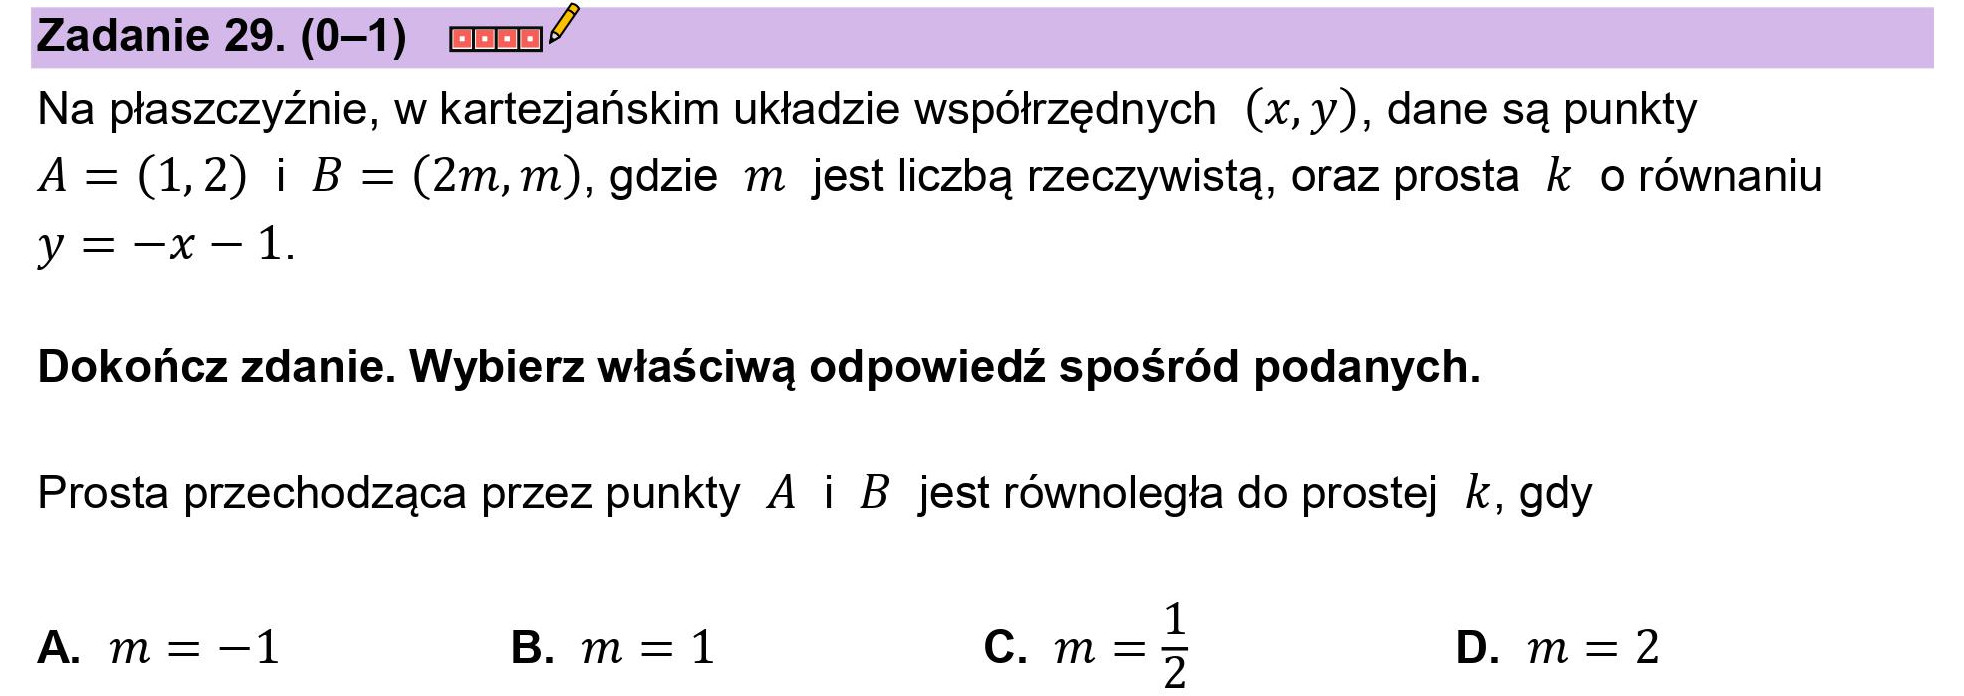 Zadanie 29. (0–1)
Na płaszczyźnie, w kartezjańskim układzie współrzędnych (x, y), dane są punkty
A = (1, 2) i B = (2m, m), gdzie m jest liczbą rzeczywistą, oraz prosta k o równaniu
y = −x − 1.
Dokończ zdanie. Wybierz właściwą odpowiedź spośród podanych.
Prosta przechodząca przez punkty A i B jest równoległa do prostej k, gdy
A. m = −1 B. m = 1 C. m = 1/2 D. m = 2